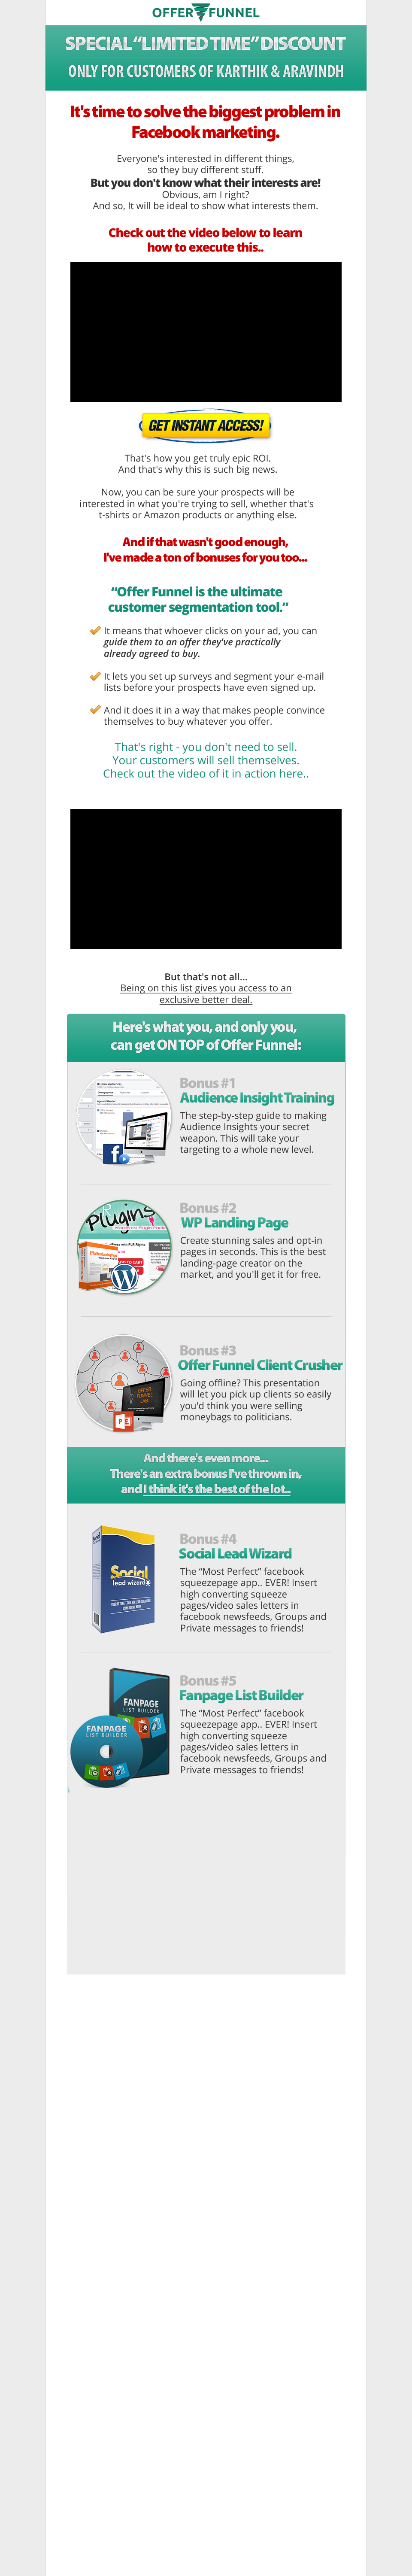 OFFER FUNNEL
SPECIAL “LIMITED TIME” DISCOUNT
ONLY FOR CUSTOMERS OF KARTHIK & ARAVINDH
It's time to solve the biggest problem in
Facebook marketing.
Everyone's interested in different things,
so they buy different stuff.
But you don't know what their interests are!
Obvious, am I right?
And so, It will be ideal to show what interests them.
Check out the video below to learn
how to execute this..
GET INSTANT ACCESS!
That's how you get truly epic ROI.
And that's why this is such big news.
Now, you can be sure your prospects will be
interested in what you're trying to sell, whether that's
t-shirts or Amazon products or anything else.
And if that wasn't good enough,
I've made a ton of bonuses for you too...
“Offer Funnel is the ultimate
customer segmentation tool.”
It means that whoever clicks on your ad, you can
guide them to an offer they've practically
already agreed to buy.
It lets you set up surveys and segment your e-mail
lists before your prospects have even signed up.
And it does it in a way that makes people convince
themselves to buy whatever you offer.
That's right - you don't need to sell.
Your customers will sell themselves.
Check out the video of it in action here..
But that's not all...
Being on this list gives you access to an
exclusive better deal.
Here's what you, and only you,
can get ON TOP of Offer Funnel:
Bonus #1
Audience Insight Training
The step-by-step guide to making
Audience Insights your secret
weapon. This will take your
targeting to a whole new level.
Plugins
Bonus #2
WP Landing Page
Create stunning sales and opt-in
pages in seconds. This is the best
landing-page creator on the
market, and you'll get it for free.
OFFER
FUNNEL
LAB
Bonus #3
Offer Funnel Client Crusher
Going offline? This presentation
will let you pick up clients so easily
you'd think you were selling
moneybags to politicians.
And there's even more...
There's an extra bonus I've thrown in,
and I think it's the best of the lot..
Social
lead wizard
Bonus #4
Social Lead Wizard
The “Most Perfect” facebook
squeezepage app.. EVER! Insert
high converting squeeze
pages/video sales letters in
facebook newsfeeds, Groups and
Private messages to friends!
FANPAGE
LIST BUILDER
FANPAGE
LIST BUILDER
Bonus #5
Fanpage List Builder
The “Most Perfect” facebook
squeezepage app.. EVER! Insert
high converting squeeze
pages/video sales letters in
facebook newsfeeds, Groups and
Private messages to friends!